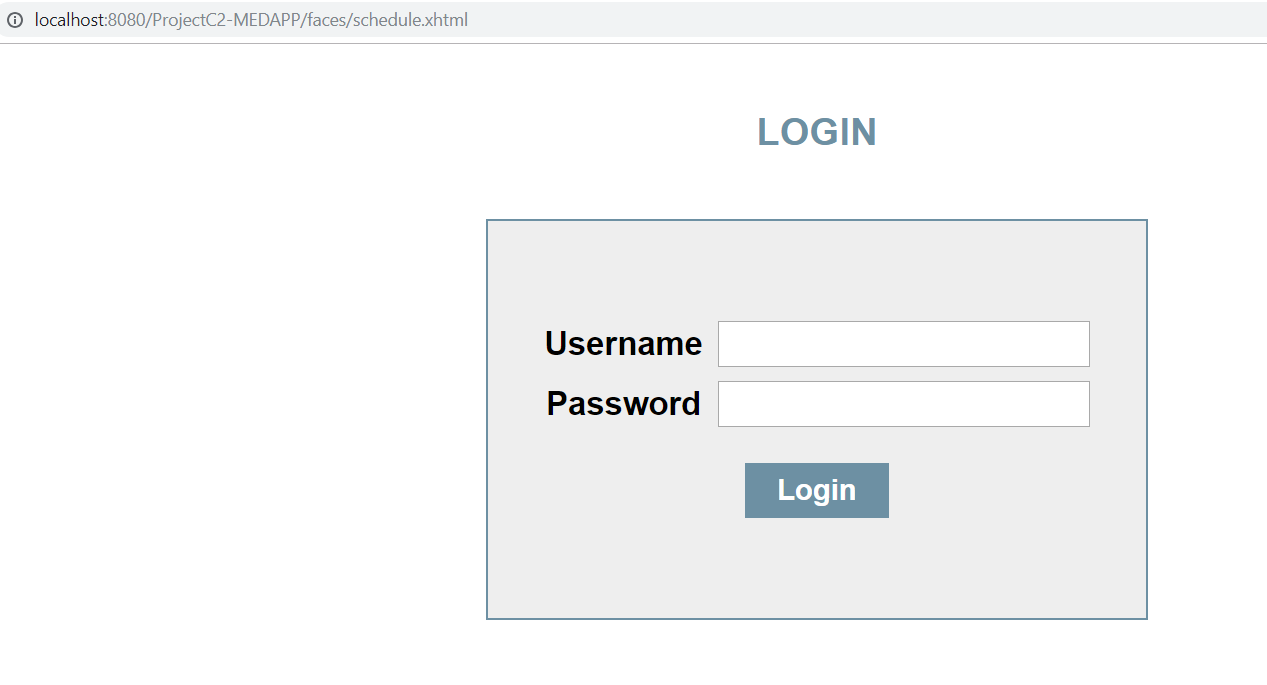 localhost:8080/ProjectC2-MEDAPP/faces/schedule.xhtml
LOGIN
Username
Password
Login